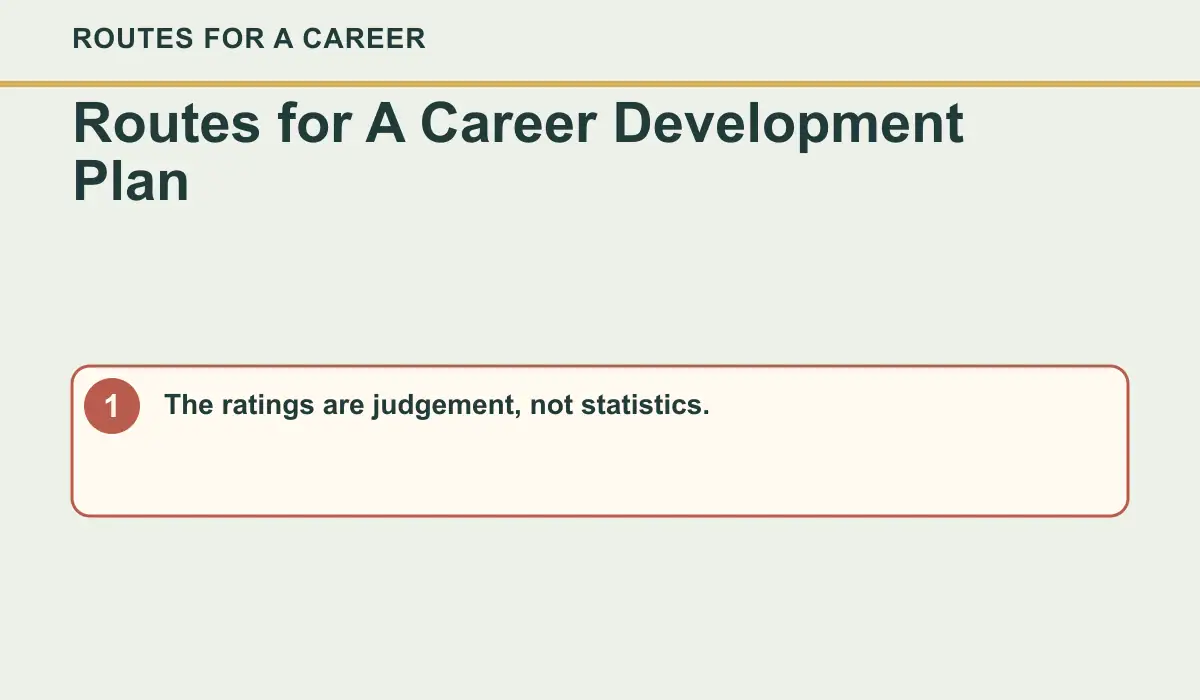 ROUTES FOR A CAREER
Routes for A Career Development
Plan
1 The ratings are judgement, not statistics.